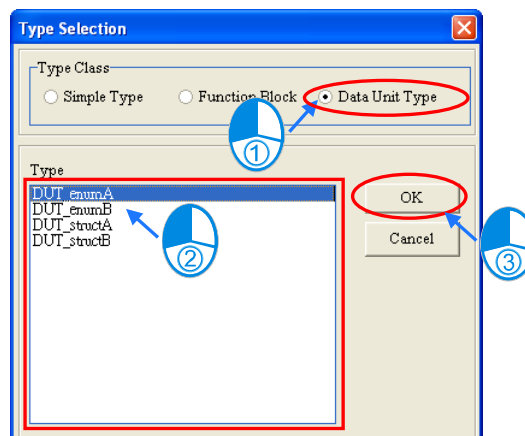 Type Selection
Type Class
Simple Type Function Block Data Unit Type
①
Type
DUT_enumA
DUT_enumB
DUT_structA
DUT_structB
OK
Cancel
②
③